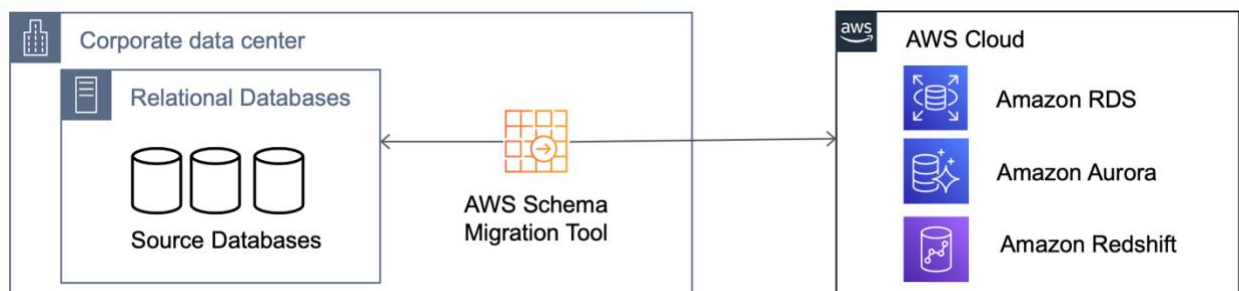 Corporate data center
Relational Databases
Source Databases
AWS Schema
Migration Tool
aws
AWS Cloud
Amazon RDS
Amazon Aurora
Amazon Redshift